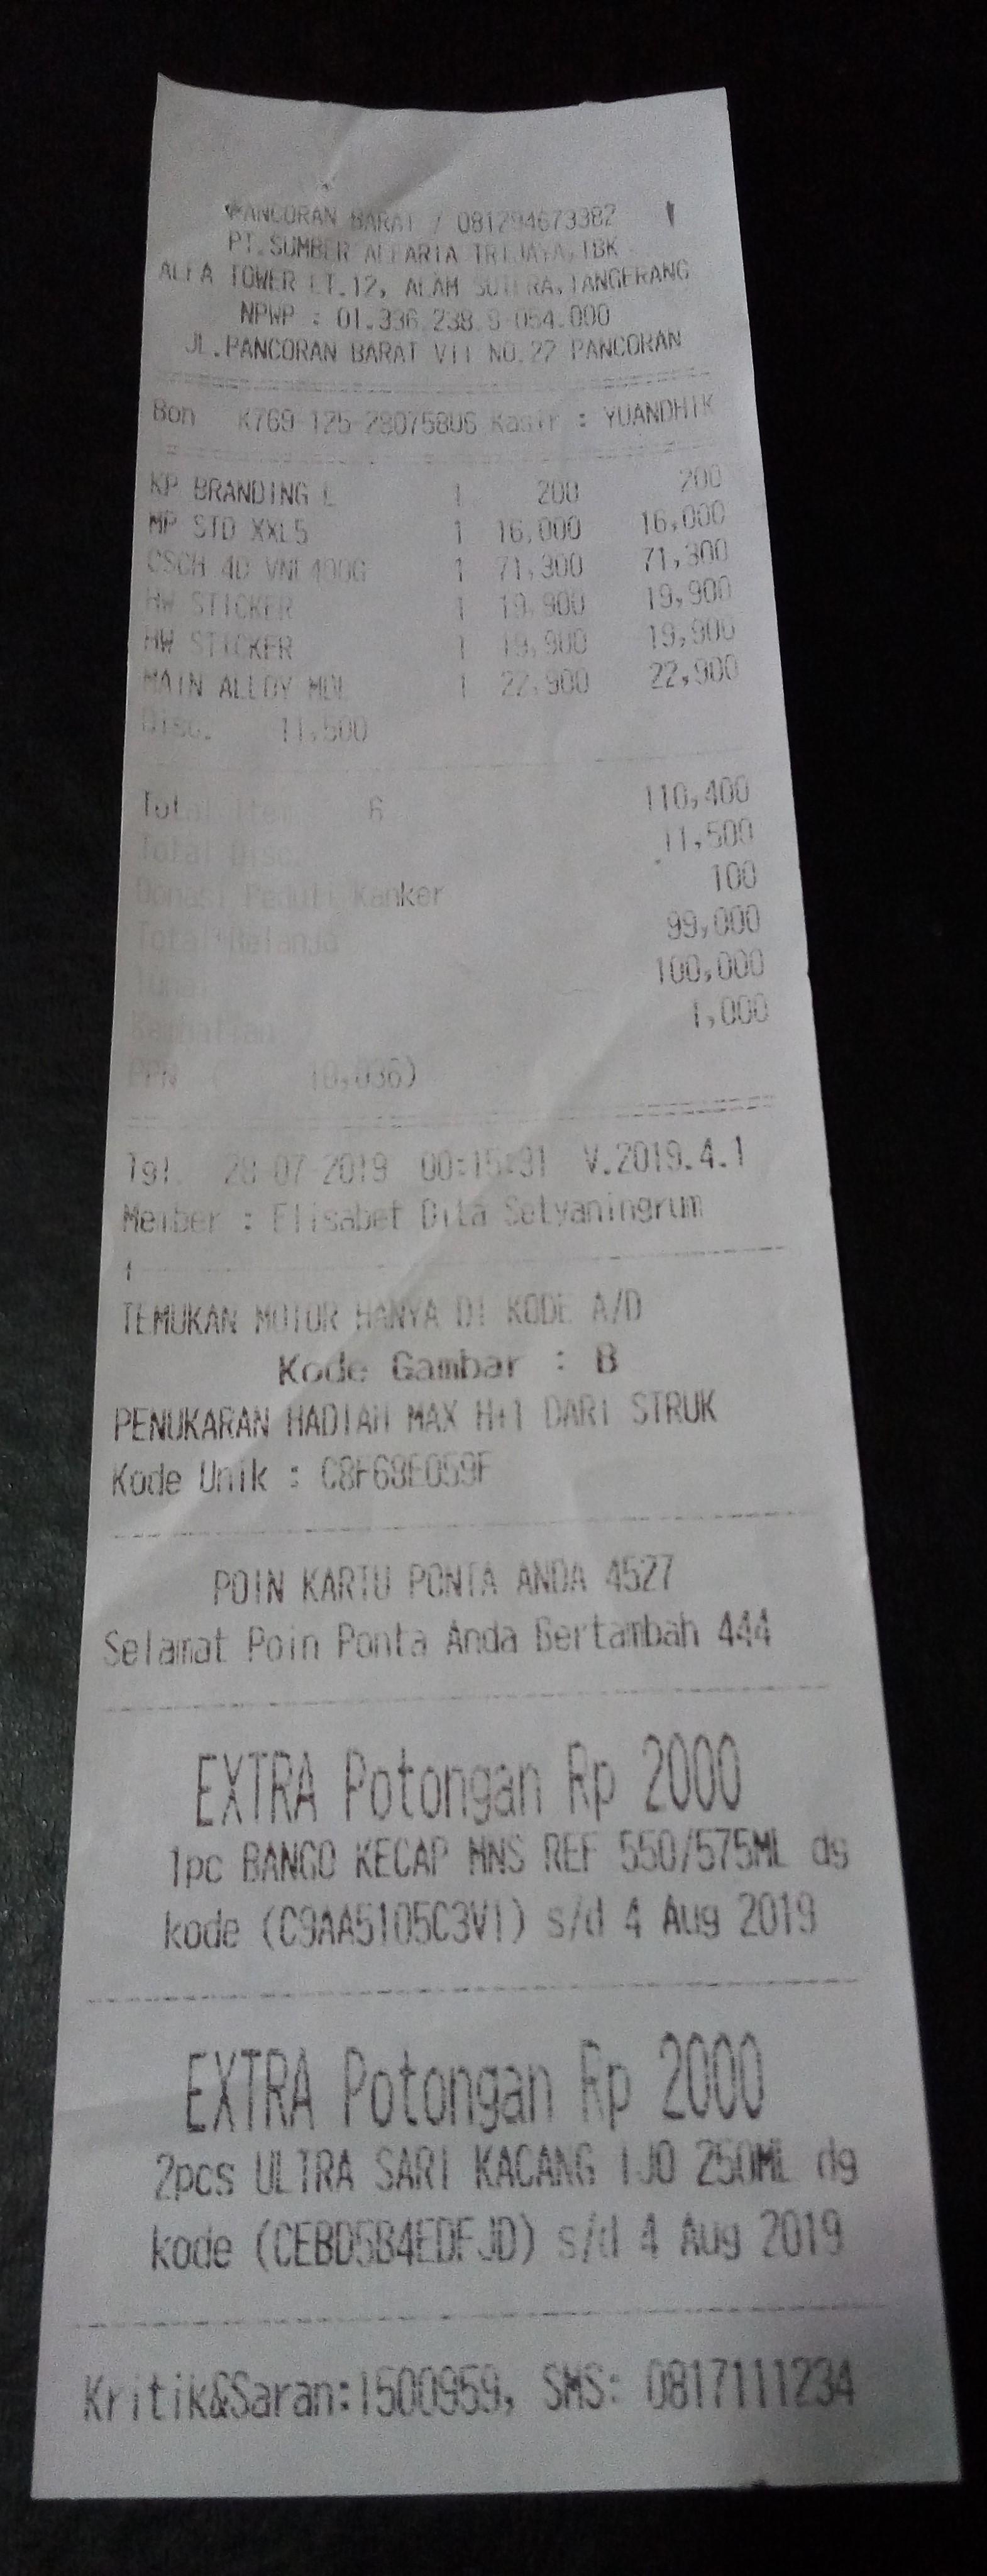 PANCORAN BARAT 7 081294673382
PT.SUMBER ALFARIA TRIJAYA,TBK
ALFA TOWER LT.12, ALAM SUTERA,TANGERANG
NPWP : 01.336.238.9-054.000
JL.PANCORAN BARAT VII NO.22 PANCORAN
Bon Kasir : YUANDHIK
KP BRANDING L 1 200 200
MP STD XXL5 1 16,000 16,000
CSCH 4D VNL400G 1 71,300 71,300
HW STICKER 1 19,900 19,900
HW STICKER 1 19,900 19,900
MAIN ALLOY MDL 1 22,900 22,900
Disc. 11,500
Total Item 6 110,400
Total Disc 11,500
Donasi Peduli Kanker 100
Total Belanja 99,000
Tunai 100,000
Kembalian 1,000
PPN ( 10,036)
Tgl. 28-07-2019 00:15:31 V.2019.4.1
Member : Elisabet Dita Setyaningrum
TEMUKAN MOTOR HANYA DI KODE A/D
Kode Gambar : B
PENUKARAN HADIAH MAX H+1 DARI STRUK
Kode Unik : C8F68E059F
POIN KARTU PONTA ANDA 4527
Selamat Poin Ponta Anda Bertambah 444
EXTRA Potongan Rp 2000
1pc BANGO KECAP MNS REF 550/575ML dg
kode (C9AA5105C3V1) s/d 4 Aug 2019
EXTRA Potongan Rp 2000
2pcs ULTRA SARI KACANG IJO 250ML dg
kode (CEBD5B4EDFJD) s/d 4 Aug 2019
Kritik&Saran:1500959, SMS: 0817111234